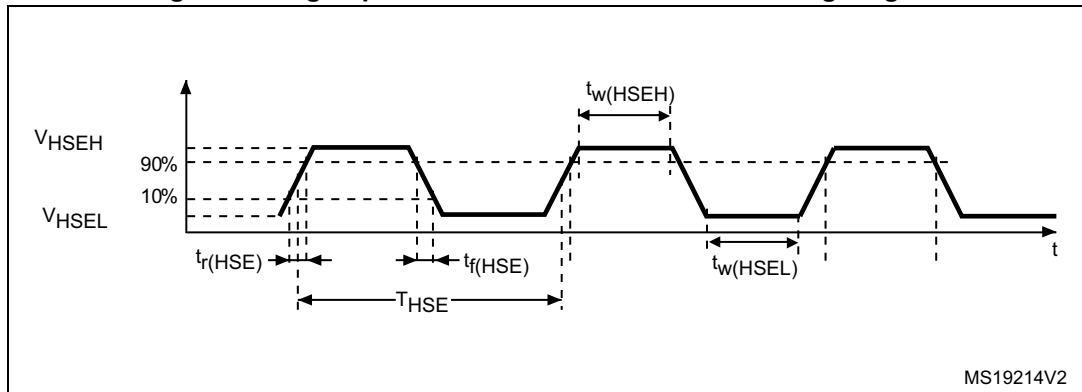 tw(HSEH)
VHSEH
90%
10%
VHSEL
tr(HSE)
tf(HSE)
tw(HSEL)
t
THSE
MS19214V2